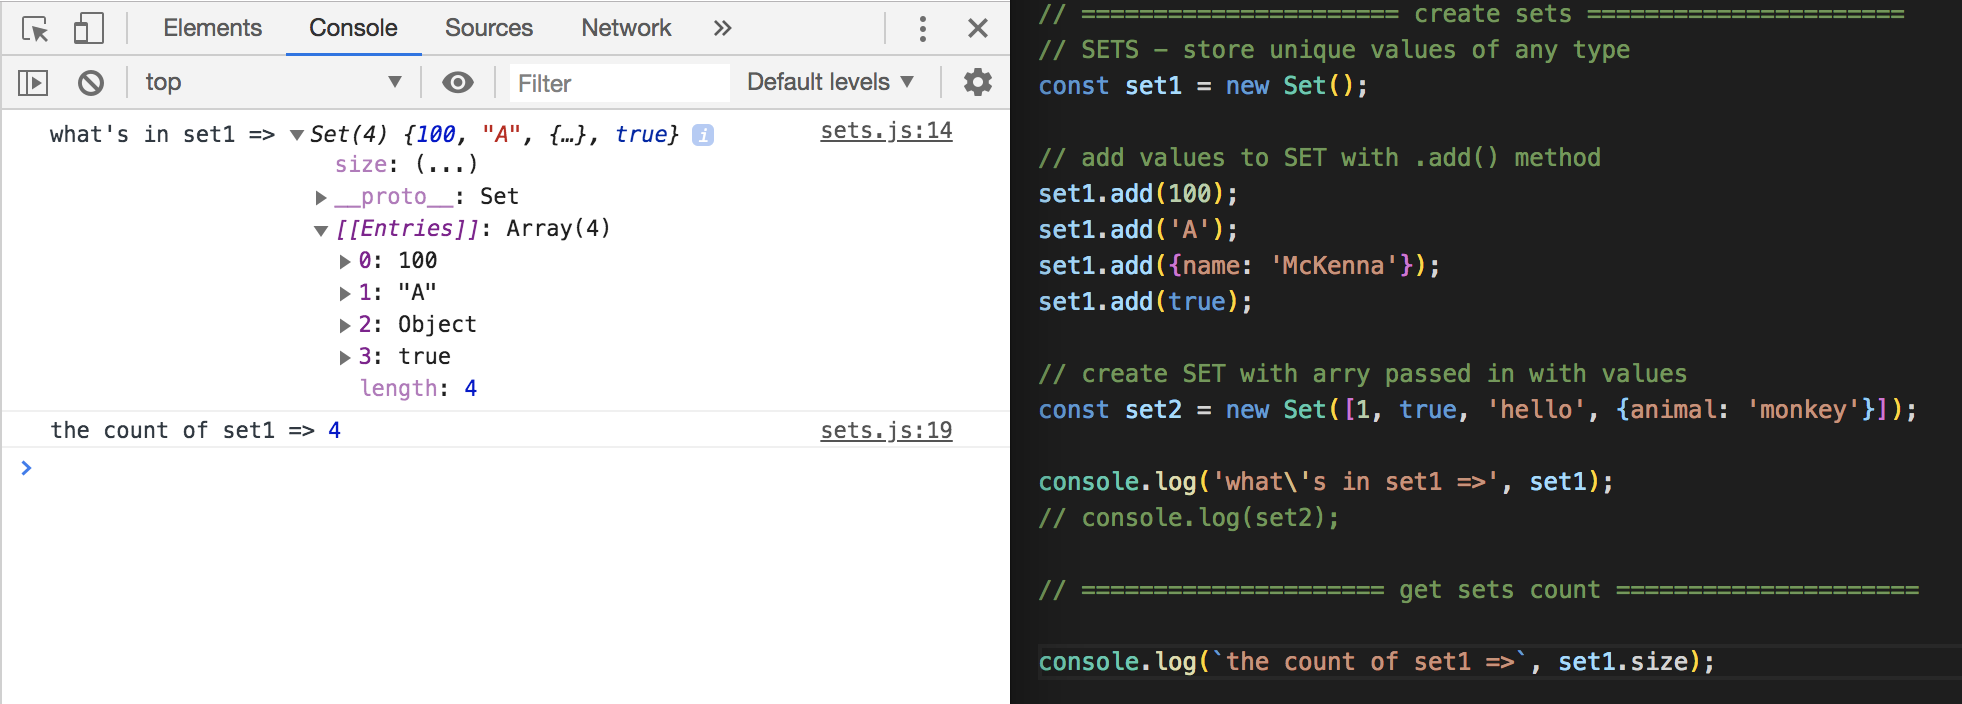 Elements Console Sources Network »
top Filter Default levels
what's in set1 => Set(4) {100, "A", {…}, true} i sets.js:14
size: (...)
__proto__: Set
[[Entries]]: Array(4)
0: 100
1: "A"
2: Object
3: true
length: 4
the count of set1 => 4 sets.js:19
>
// ====================== create sets ======================
// SETS – store unique values of any type
const set1 = new Set();
// add values to SET with .add() method
set1.add(100);
set1.add('A');
set1.add({name: 'McKenna'});
set1.add(true);
// create SET with arry passed in with values
const set2 = new Set([1, true, 'hello', {animal: 'monkey'}]);
console.log('what\'s in set1 =>', set1);
// console.log(set2);
// ===================== get sets count =====================
console.log(`the count of set1 =>`, set1.size);